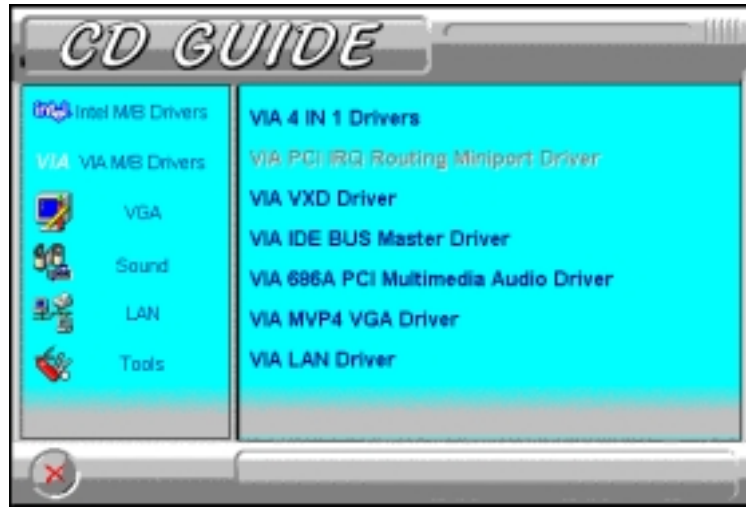 CD GUIDE
intel Intel M/B Drivers
VIA VIA M/B Drivers
VGA
Sound
LAN
Tools
VIA 4 IN 1 Drivers
VIA PCI IRQ Routing Miniport Driver
VIA VXD Driver
VIA IDE BUS Master Driver
VIA 686A PCI Multimedia Audio Driver
VIA MVP4 VGA Driver
VIA LAN Driver